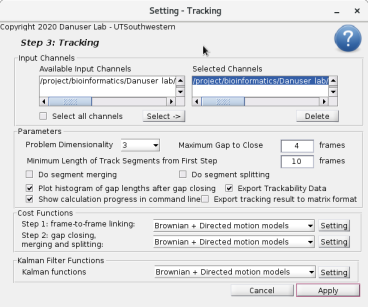 Setting - Tracking
Copyright 2020 Danuser Lab - UTSouthwestern
Step 3: Tracking
?
Input Channels
Available Input Channels Selected Channels
/project/bioinformatics/Danuser_lab/ /project/bioinformatics/Danuser_lab/
Select all channels Select -> Delete
Parameters
Problem Dimensionality 3 Maximum Gap to Close 4 frames
Minimum Length of Track Segments from First Step 10 frames
Do segment merging Do segment splitting
Plot histogram of gap lengths after gap closing Export Trackability Data
Show calculation progress in command line Export tracking result to matrix format
Cost Functions
Step 1: frame-to-frame linking: Brownian + Directed motion models Setting
Step 2: gap closing,
merging and splitting: Brownian + Directed motion models Setting
Kalman Filter Functions
Kalman functions Brownian + Directed motion models Setting
Cancel Apply